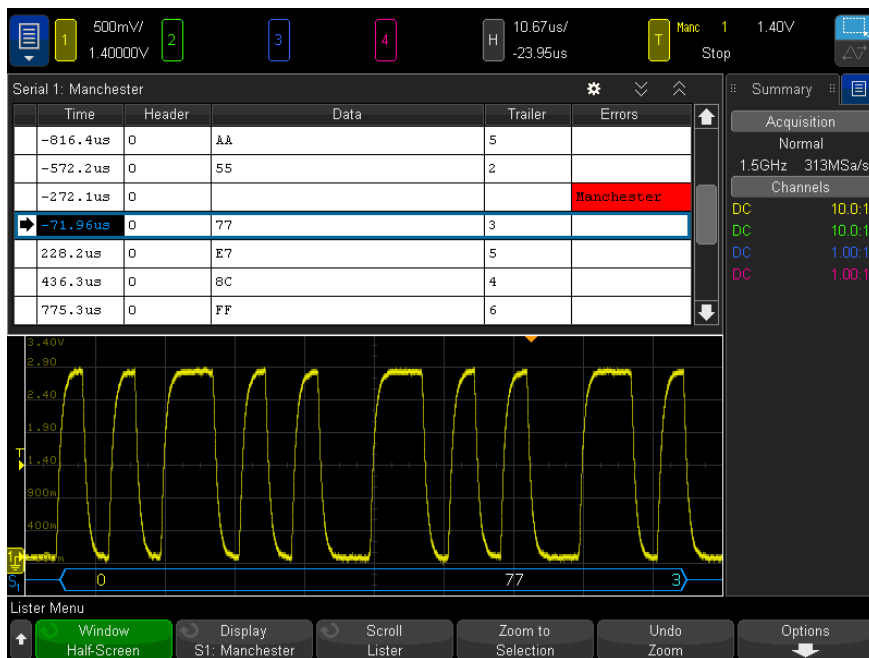 1 500mV/ 1.40000V 2 3 4 H 10.67us/ -23.95us T Manc 1 1.40V Stop
Serial 1: Manchester
Time Header Data Trailer Errors
-816.4us 0 AA 5
-572.2us 0 55 2
-272.1us 0 Manchester
-71.96us 0 77 3
228.2us 0 E7 5
436.3us 0 8C 4
775.3us 0 FF 6
Summary
Acquisition
Normal
1.5GHz 313MSa/s
Channels
DC 10.0:1
DC 10.0:1
DC 1.00:1
DC 1.00:1
3.40V
2.90
2.40
1.90
T
1.40
900m
400m
1
S1 0 77 3
Lister Menu
Window Half-Screen
Display S1: Manchester
Scroll Lister
Zoom to Selection
Undo Zoom
Options